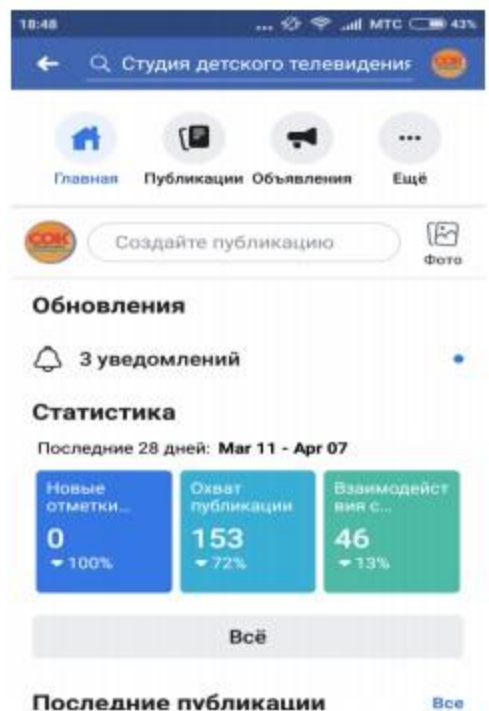 18:48 ... МТС 43%
Студия детского телевидения
Главная Публикации Объявления Ещё
СОК Создайте публикацию Фото
Обновления
3 уведомлений
Статистика
Последние 28 дней: Mar 11 - Apr 07
Новые отметки...
0
100%
Охват публикации
153
72%
Взаимодейст
вия с...
46
13%
Всё
Последние публикации Все